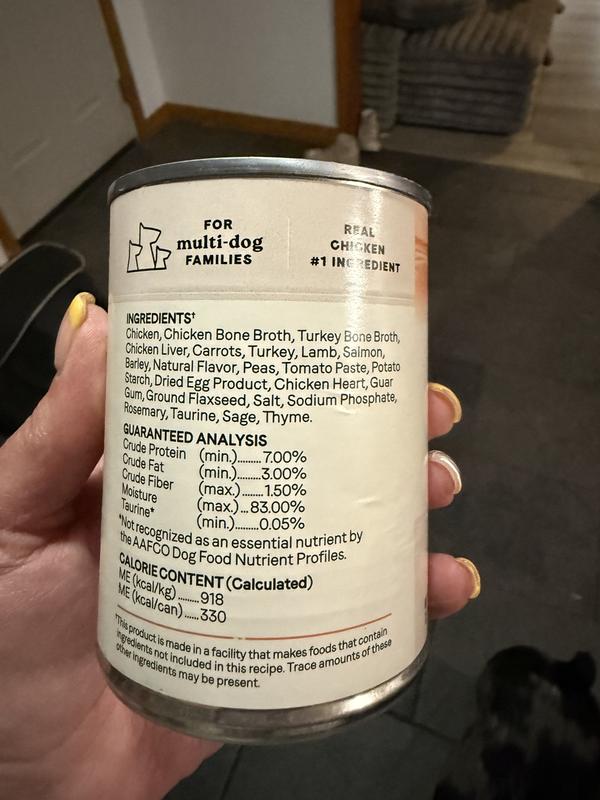 FOR
multi-dog
FAMILIES
REAL
CHICKEN
#1 INGREDIENT
INGREDIENTS†
Chicken, Chicken Bone Broth, Turkey Bone Broth,
Chicken Liver, Carrots, Turkey, Lamb, Salmon,
Barley, Natural Flavor, Peas, Tomato Paste, Potato
Starch, Dried Egg Product, Chicken Heart, Guar
Gum, Ground Flaxseed, Salt, Sodium Phosphate,
Rosemary, Taurine, Sage, Thyme.
GUARANTEED ANALYSIS
Crude Protein (min.)........7.00%
Crude Fat (min.)........3.00%
Crude Fiber (max.)......1.50%
Moisture (max.)...83.00%
Taurine* (min.)........0.05%
*Not recognized as an essential nutrient by
the AAFCO Dog Food Nutrient Profiles.
CALORIE CONTENT (Calculated)
ME (kcal/kg)........918
ME (kcal/can).....330
†This product is made in a facility that makes foods that contain
ingredients not included in this recipe. Trace amounts of these
other ingredients may be present.